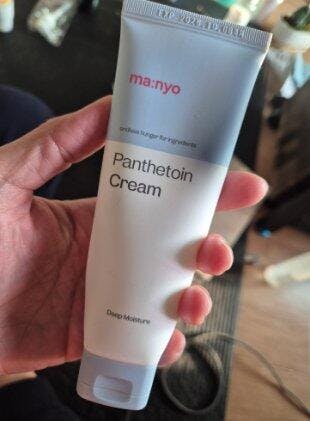 ma:nyo
endless hunger for ingredients
Panthetoin
Cream
Deep Moisture